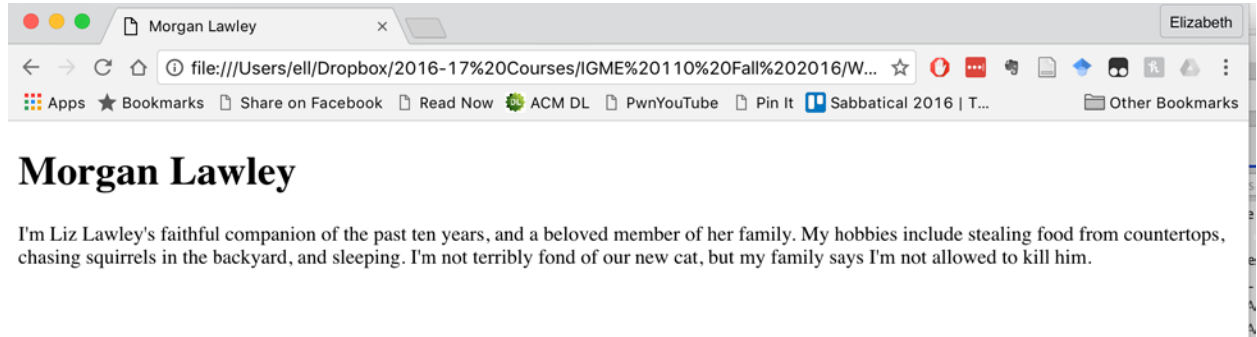 Morgan Lawley
Elizabeth
file:///Users/ell/Dropbox/2016-17%20Courses/IGME%20110%20Fall%202016/W...
Apps Bookmarks Share on Facebook Read Now ACM DL PwnYouTube Pin It Sabbatical 2016 | T... Other Bookmarks
Morgan Lawley
I'm Liz Lawley's faithful companion of the past ten years, and a beloved member of her family. My hobbies include stealing food from countertops,
chasing squirrels in the backyard, and sleeping. I'm not terribly fond of our new cat, but my family says I'm not allowed to kill him.